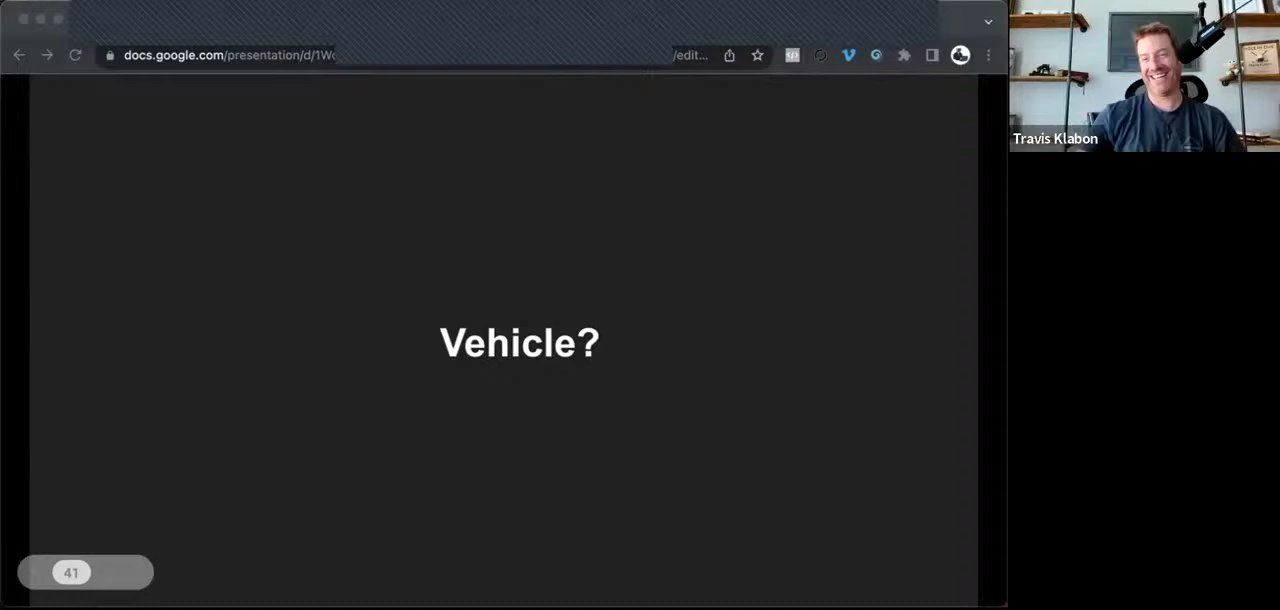 docs.google.com/presentation/d/1W
/edit...
Travis Klabon
Vehicle?
41